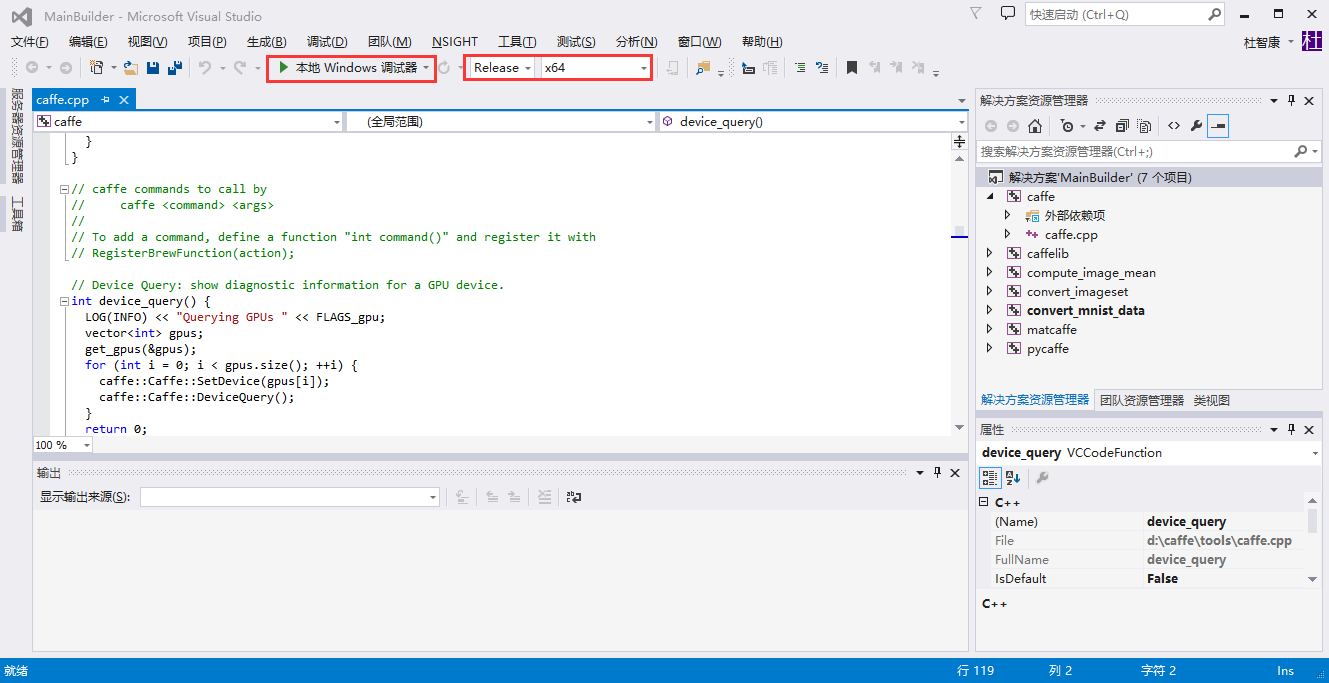 MainBuilder - Microsoft Visual Studio
快速启动 (Ctrl+Q)
文件(F) 编辑(E) 视图(V) 项目(P) 生成(B) 调试(D) 团队(M) NSIGHT 工具(T) 测试(S) 分析(N) 窗口(W) 帮助(H)
杜智康 杜
本地 Windows 调试器 Release x64
服务器资源管理器
工具箱
caffe.cpp
caffe (全局范围) device_query()
}
}
// caffe commands to call by
//     caffe <command> <args>
//
// To add a command, define a function "int command()" and register it with
// RegisterBrewFunction(action);
// Device Query: show diagnostic information for a GPU device.
int device_query() {
LOG(INFO) << "Querying GPUs " << FLAGS_gpu;
vector<int> gpus;
get_gpus(&gpus);
for (int i = 0; i < gpus.size(); ++i) {
caffe::Caffe::SetDevice(gpus[i]);
caffe::Caffe::DeviceQuery();
}
return 0;
100 %
输出
显示输出来源(S):
解决方案资源管理器
搜索解决方案资源管理器(Ctrl+;)
解决方案'MainBuilder' (7 个项目)
caffe
外部依赖项
caffe.cpp
caffelib
compute_image_mean
convert_imageset
convert_mnist_data
matcaffe
pycaffe
解决方案资源管理器 团队资源管理器 类视图
属性
device_query VCCodeFunction
C++
(Name) device_query
File d:\caffe\tools\caffe.cpp
FullName device_query
IsDefault False
C++
就绪 行 119 列 2 字符 2 Ins